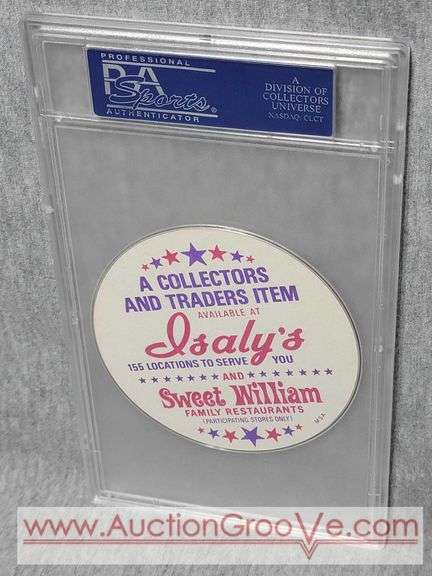 PROFESSIONAL
PSA
Sports
AUTHENTICATOR
A
DIVISION OF
COLLECTORS
UNIVERSE
NASDAQ: CLCT
A COLLECTORS
AND TRADERS ITEM
AVAILABLE AT
Isaly's
155 LOCATIONS TO SERVE YOU
AND
Sweet William
FAMILY RESTAURANTS
(PARTICIPATING STORES ONLY)
MSA
www.AuctionGrooVe.com